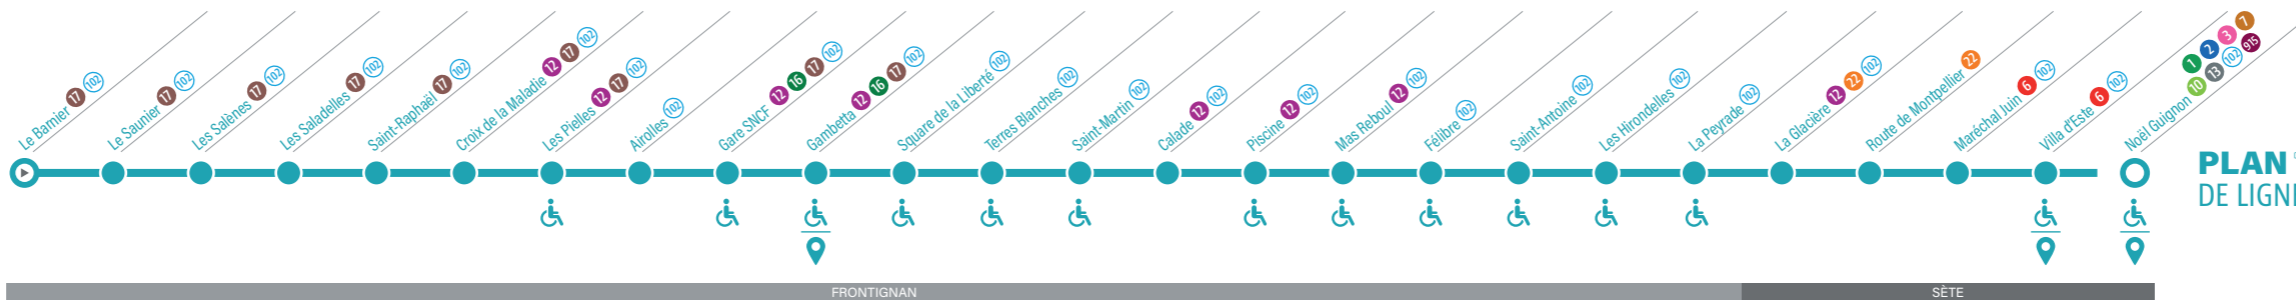 Le Barnier 17 102
Le Saunier 17 102
Les Salènes 17 102
Les Saladelles 17 102
Saint-Raphaël 17 102
Croix de la Maladie 12 17 102
Les Pielles 12 17 102
Airolles 102
Gare SNCF 12 16 17 102
Gambetta 12 16 17 102
Square de la Liberté 102
Terres Blanches 102
Saint-Martin 102
Calade 12 102
Piscine 12 102
Mas Reboul 12 102
Félibre 102
Saint-Antoine 102
Les Hirondelles 102
La Peyrade 102
La Glacière 12 22 102
Route de Montpellier 22
Maréchal Juin 6 102
Villa d'Este 6 102
1 2 3 7
Noël Guignon 10 13 102 915
PLAN
DE LIGNE
FRONTIGNAN
SÈTE